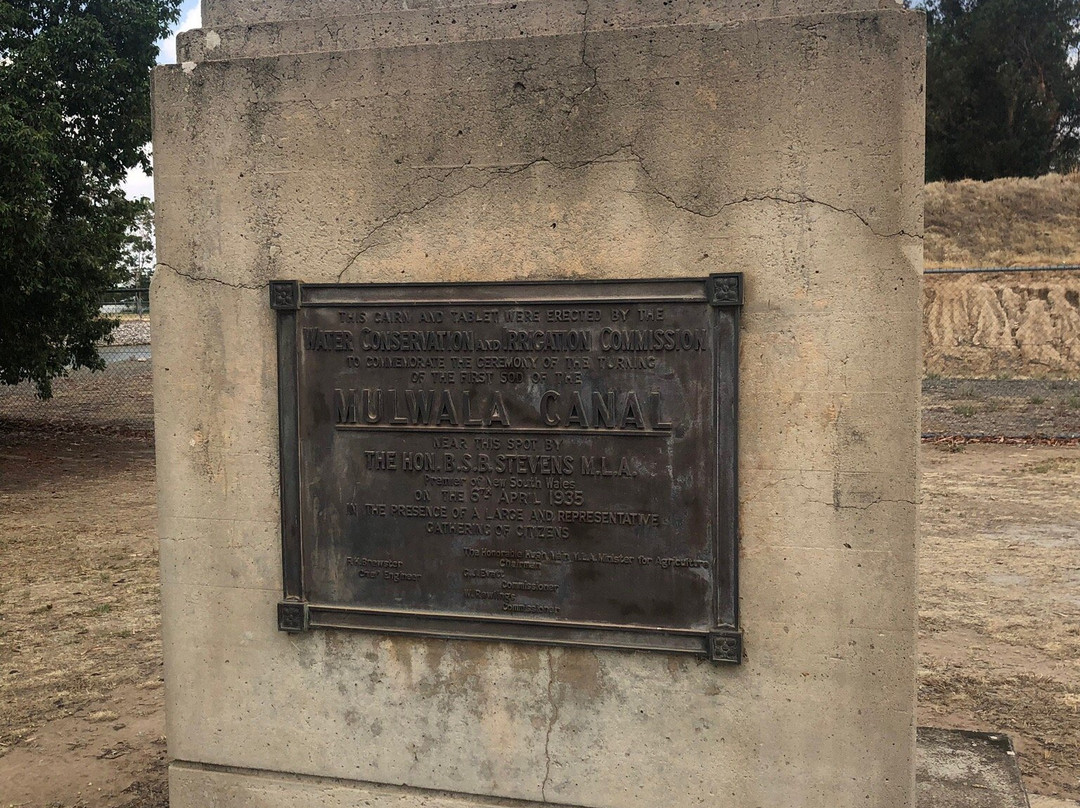 THIS CAIRN AND TABLET WERE ERECTED BY THE
WATER CONSERVATION AND IRRIGATION COMMISSION
TO COMMEMORATE THE CEREMONY OF THE TURNING
OF THE FIRST SOD OF THE
MULWALA CANAL
NEAR THIS SPOT BY
THE HON. B.S.B. STEVENS M.L.A.
Premier of New South Wales
ON THE 6TH APRIL 1935
IN THE PRESENCE OF A LARGE AND REPRESENTATIVE
GATHERING OF CITIZENS
The Honorable Hugh Main M.L.A. Minister for Agriculture
Chairman
Chief Engineer
Commissioner
W. Rawlings
Commissioner